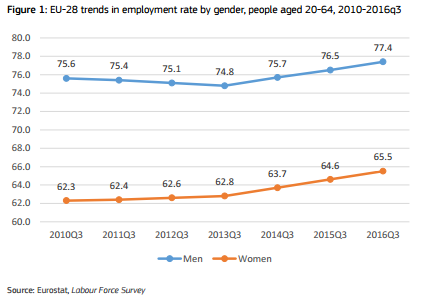 Figure 1: EU-28 trends in employment rate by gender, people aged 20-64, 2010-2016q3
80.0
78.0
76.0
74.0
72.0
70.0
68.0
66.0
64.0
62.0
60.0
75.6 75.4 75.1 74.8 75.7 76.5 77.4
62.3 62.4 62.6 62.8 63.7 64.6 65.5
2010Q3 2011Q3 2012Q3 2013Q3 2014Q3 2015Q3 2016Q3
Men Women
Source: Eurostat, Labour Force Survey